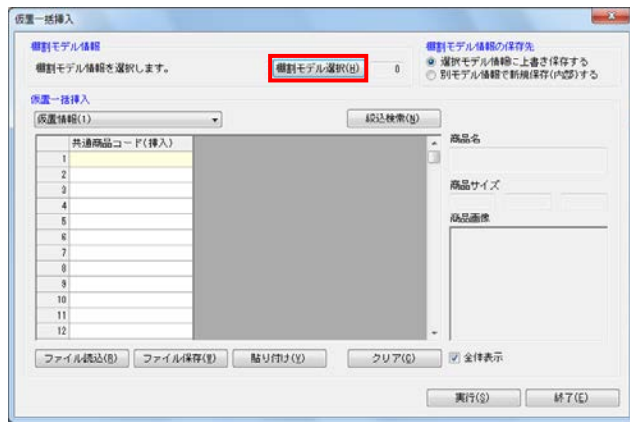 仮置一括挿入
棚割モデル情報
棚割モデル情報を選択します。
棚割モデル選択(H)
0
棚割モデル情報の保存先
選択モデル情報に上書き保存する
別モデル情報で新規保存(内部)する
仮置一括挿入
仮置情報(1)
絞込検索(N)
共通商品コード(挿入)
1
2
3
4
5
6
7
8
9
10
11
12
商品名
商品サイズ
商品画像
ファイル読込(R)
ファイル保存(W)
貼り付け(Y)
クリア(C)
全体表示
実行(S)
終了(E)